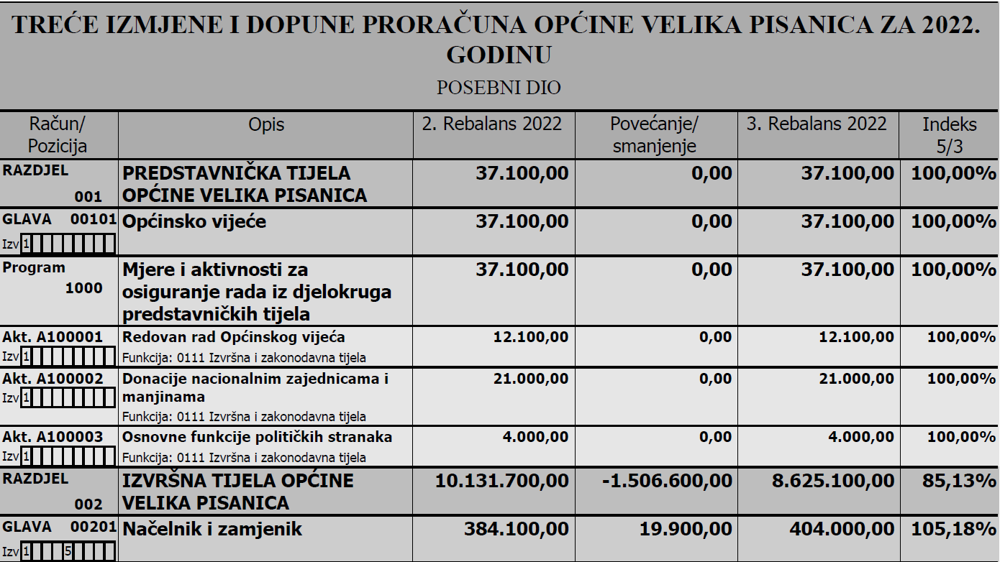 TREĆE IZMJENE I DOPUNE PRORAČUNA OPĆINE VELIKA PISANICA ZA 2022.
GODINU
POSEBNI DIO
Račun/ Opis 2. Rebalans 2022 Povećanje/ 3. Rebalans 2022 Indeks
Pozicija smanjenje 5/3
RAZDJEL PREDSTAVNIČKA TIJELA 37.100,00 0,00 37.100,00 100,00%
001 OPĆINE VELIKA PISANICA
GLAVA 00101 Općinsko vijeće 37.100,00 0,00 37.100,00 100,00%
Izv 1
Program Mjere i aktivnosti za 37.100,00 0,00 37.100,00 100,00%
1000 osiguranje rada iz djelokruga
predstavničkih tijela
Akt. A100001 Redovan rad Općinskog vijeća 12.100,00 0,00 12.100,00 100,00%
Izv 1 Funkcija: 0111 Izvršna i zakonodavna tijela
Akt. A100002 Donacije nacionalnim zajednicama i 21.000,00 0,00 21.000,00 100,00%
Izv 1 manjinama
Funkcija: 0111 Izvršna i zakonodavna tijela
Akt. A100003 Osnovne funkcije političkih stranaka 4.000,00 0,00 4.000,00 100,00%
Izv 1 Funkcija: 0111 Izvršna i zakonodavna tijela
RAZDJEL IZVRŠNA TIJELA OPĆINE 10.131.700,00 -1.506.600,00 8.625.100,00 85,13%
002 VELIKA PISANICA
GLAVA 00201 Načelnik i zamjenik 384.100,00 19.900,00 404.000,00 105,18%
Izv 1 5